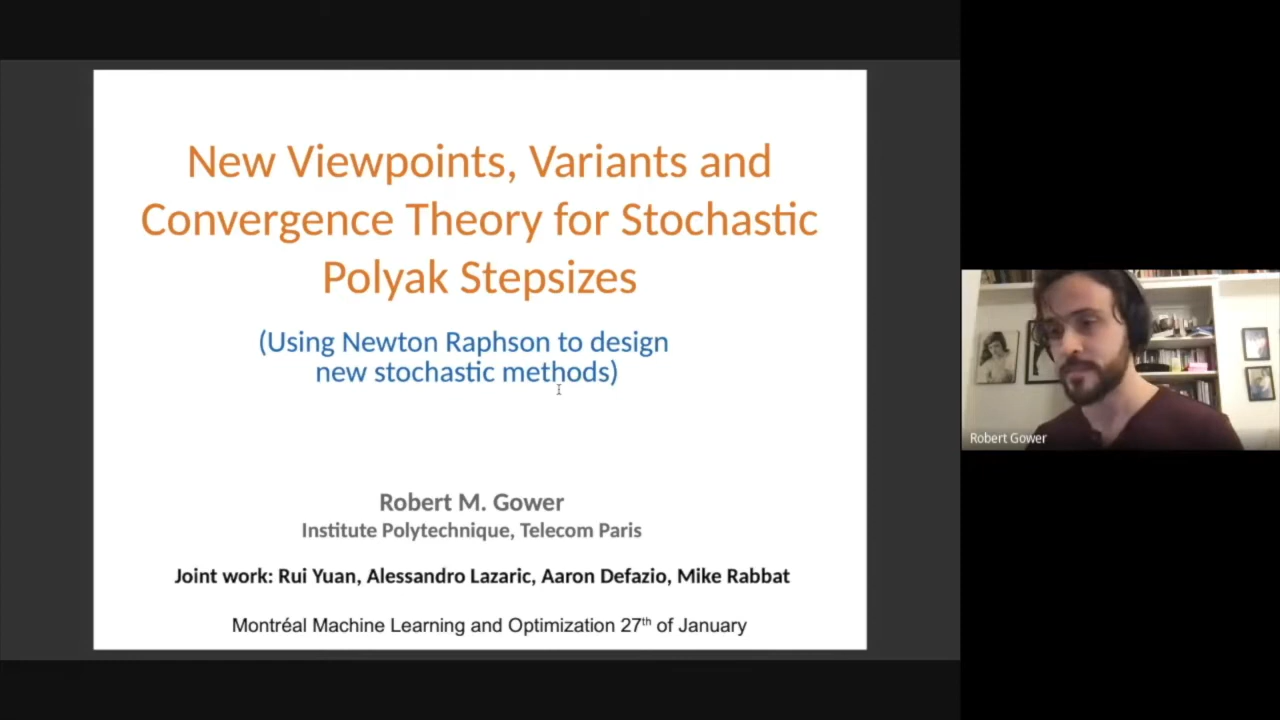 New Viewpoints, Variants and
Convergence Theory for Stochastic
Polyak Stepsizes
(Using Newton Raphson to design
new stochastic methods)
Robert M. Gower
Institute Polytechnique, Telecom Paris
Joint work: Rui Yuan, Alessandro Lazaric, Aaron Defazio, Mike Rabbat
Montréal Machine Learning and Optimization 27th of January
Robert Gower